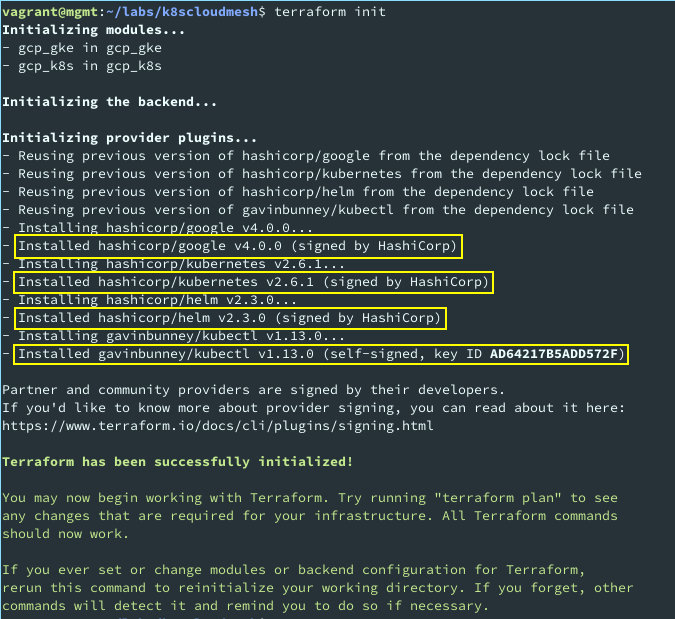 vagrant@mgmt:~/labs/k8scloudmesh$ terraform init
Initializing modules...
- gcp_gke in gcp_gke
- gcp_k8s in gcp_k8s
Initializing the backend...
Initializing provider plugins...
- Reusing previous version of hashicorp/google from the dependency lock file
- Reusing previous version of hashicorp/kubernetes from the dependency lock file
- Reusing previous version of hashicorp/helm from the dependency lock file
- Reusing previous version of gavinbunney/kubectl from the dependency lock file
- Installing hashicorp/google v4.0.0...
- Installed hashicorp/google v4.0.0 (signed by HashiCorp)
- Installing hashicorp/kubernetes v2.6.1...
- Installed hashicorp/kubernetes v2.6.1 (signed by HashiCorp)
- Installing hashicorp/helm v2.3.0...
- Installed hashicorp/helm v2.3.0 (signed by HashiCorp)
- Installing gavinbunney/kubectl v1.13.0...
- Installed gavinbunney/kubectl v1.13.0 (self-signed, key ID AD64217B5ADD572F)
Partner and community providers are signed by their developers.
If you'd like to know more about provider signing, you can read about it here:
https://www.terraform.io/docs/cli/plugins/signing.html
Terraform has been successfully initialized!
You may now begin working with Terraform. Try running "terraform plan" to see
any changes that are required for your infrastructure. All Terraform commands
should now work.
If you ever set or change modules or backend configuration for Terraform,
rerun this command to reinitialize your working directory. If you forget, other
commands will detect it and remind you to do so if necessary.